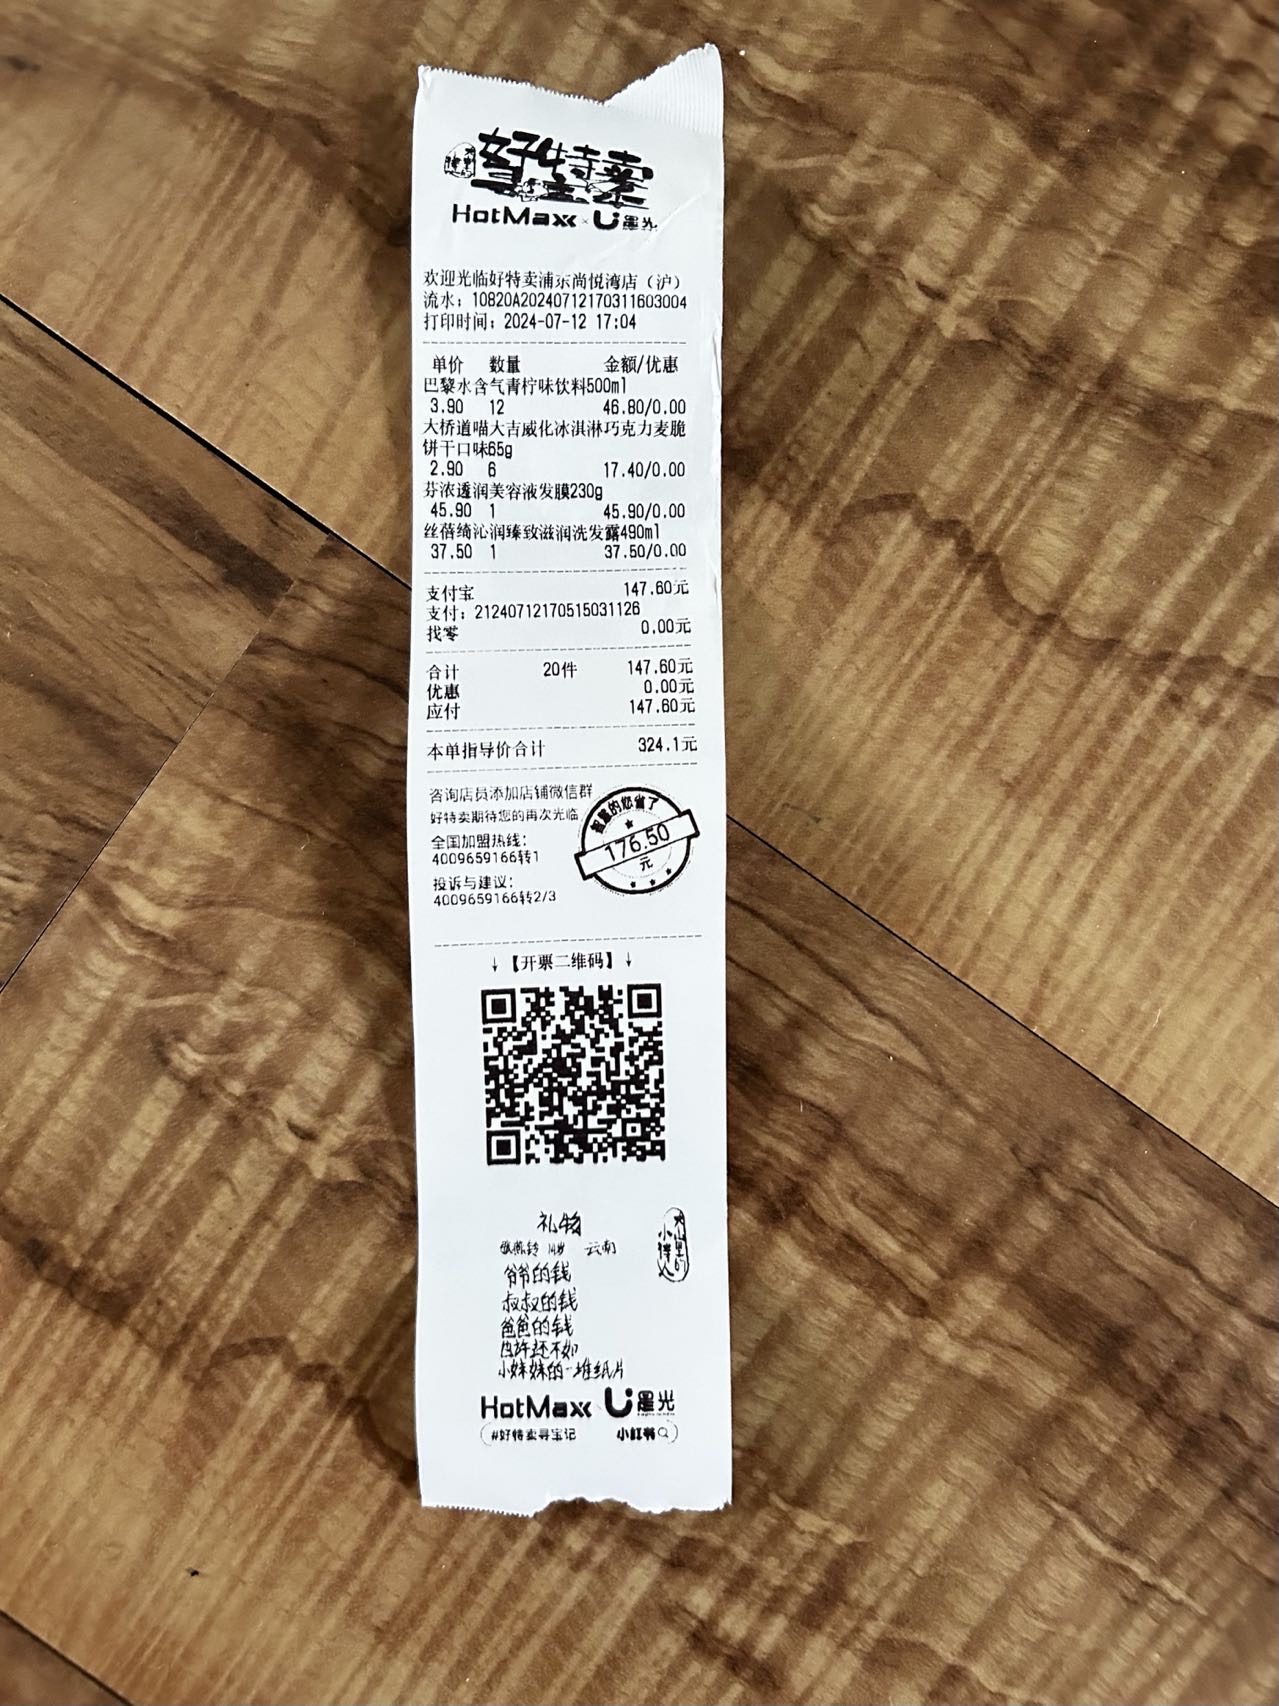 好特卖
HotMaxx × U 星光
欢迎光临好特卖浦东尚悦湾店（沪）
流水：10820A20240712170311603004
打印时间：2024-07-12 17:04
单价 数量 金额/优惠
巴黎水含气青柠味饮料500ml
3.90 12 46.80/0.00
大桥道喵大吉威化冰淇淋巧克力麦脆
饼干口味65g
2.90 6 17.40/0.00
芬浓透润美容液发膜230g
45.90 1 45.90/0.00
丝蓓绮沁润臻致滋润洗发露490ml
37.50 1 37.50/0.00
支付宝 147.60元
支付：21240712170515031126
找零 0.00元
合计 20件 147.60元
优惠 0.00元
应付 147.60元
本单指导价合计 324.1元
咨询店员添加店铺微信群
好特卖期待您的再次光临
全国加盟热线：
4009659166转1
投诉与建议：
4009659166转2/3
智慧的您省了
176.50
元
↓【开票二维码】↓
礼物
云南
爷爷的钱
叔叔的钱
爸爸的钱
也许还不如
小妹妹的一堆纸片
大山里的
小诗人
HotMaxx U 星光
#好特卖寻宝记 小红书